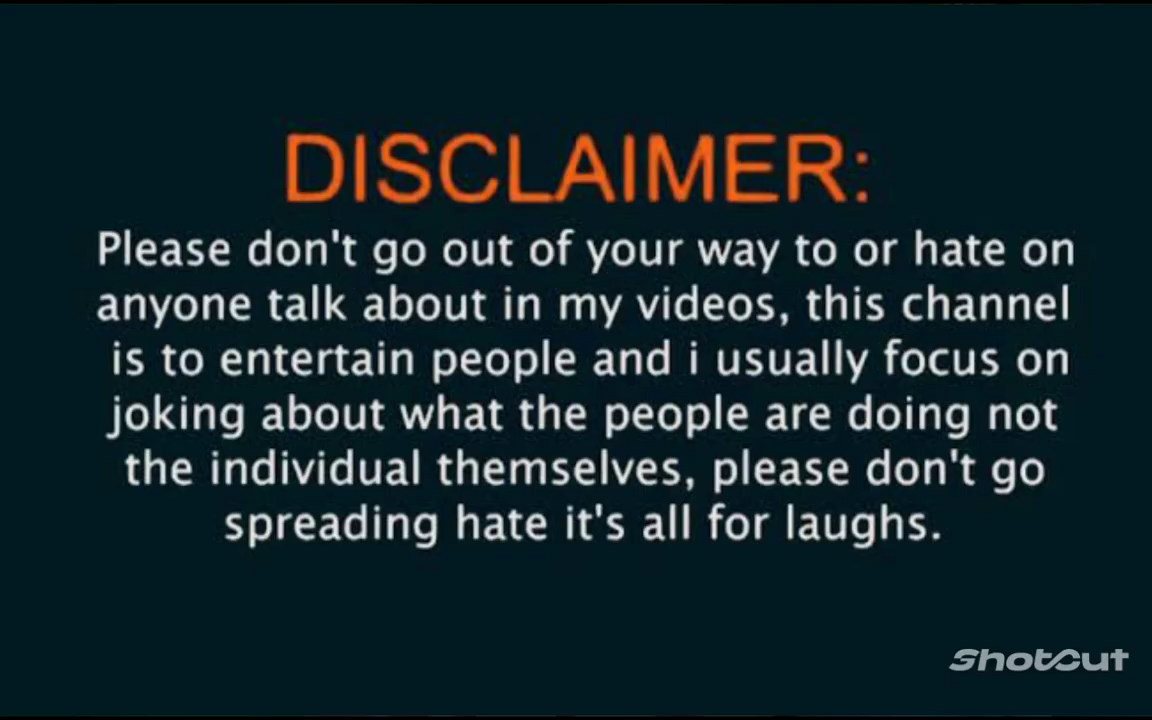 DISCLAIMER:
Please don't go out of your way to or hate on
anyone talk about in my videos, this channel
is to entertain people and i usually focus on
joking about what the people are doing not
the individual themselves, please don't go
spreading hate it's all for laughs.
ShotCut